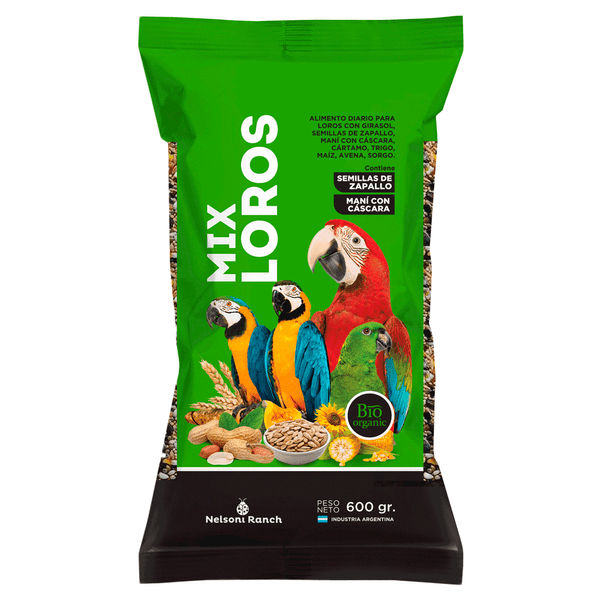 MIX
LOROS
ALIMENTO DIARIO PARA
LOROS CON GIRASOL,
SEMILLAS DE ZAPALLO,
MANÍ CON CÁSCARA,
CÁRTAMO, TRIGO,
MAÍZ, AVENA, SORGO.
Contiene
SEMILLAS DE
ZAPALLO
MANÍ CON
CÁSCARA
Bio
organic
Nelsoni Ranch
PESO
NETO 600 gr.
INDUSTRIA ARGENTINA